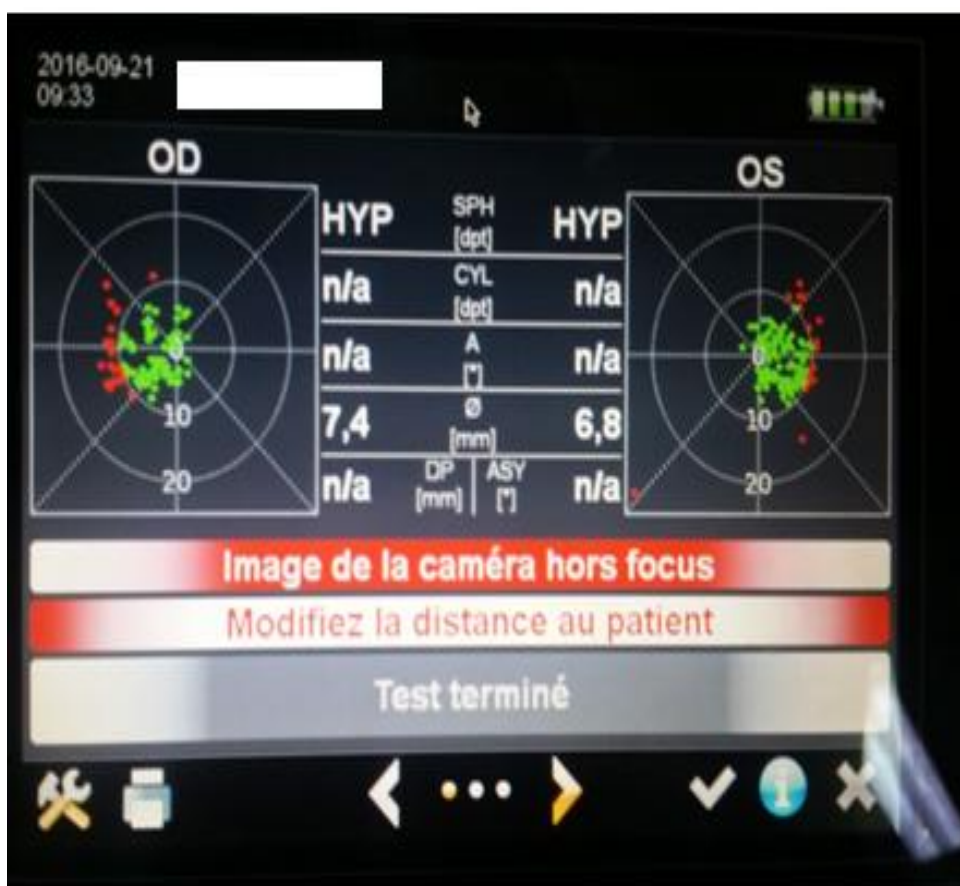 2016-09-21
09:33
OD
OS
HYP SPH [dpt] HYP
n/a CYL [dpt] n/a
n/a A [°] n/a
7,4 Ø [mm] 6,8
n/a DP [mm] ASY [°] n/a
0
10
20
0
10
20
Image de la caméra hors focus
Modifiez la distance au patient
Test terminé